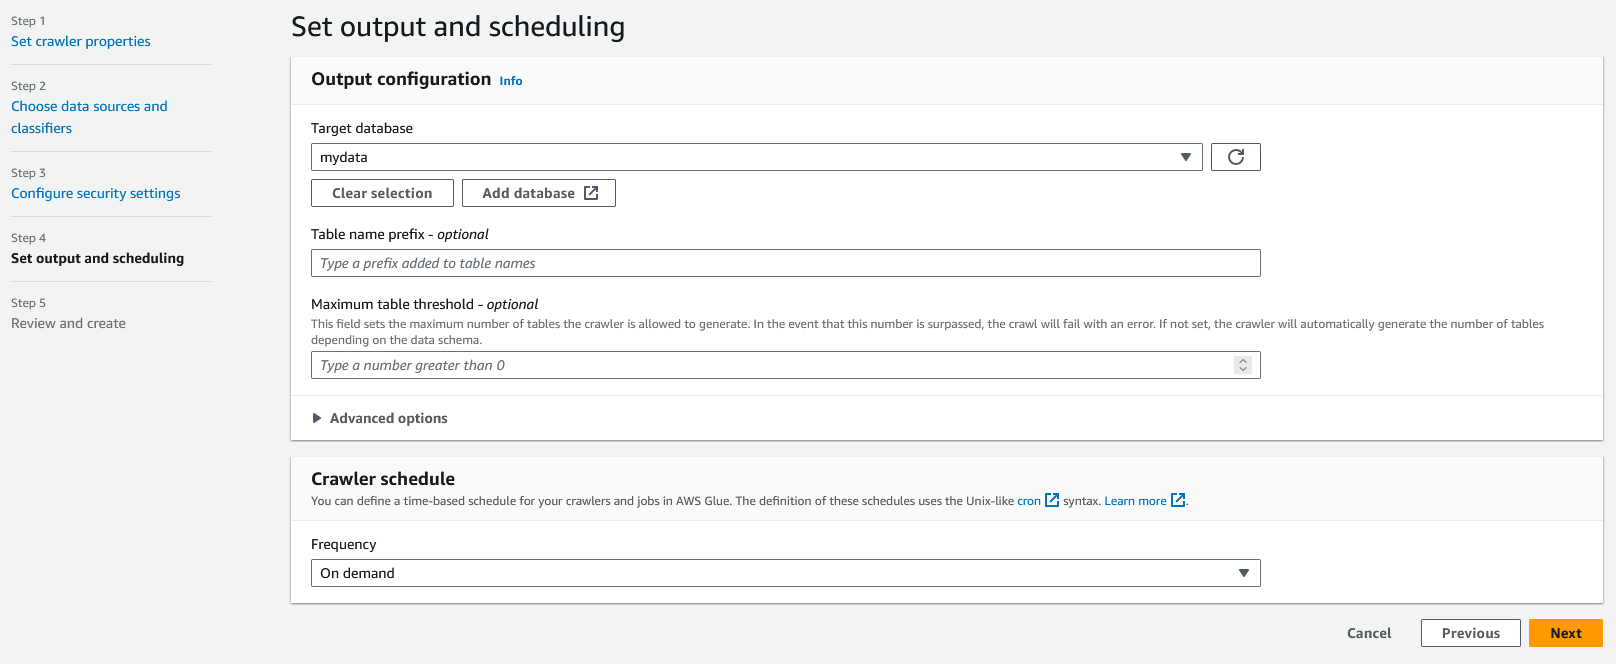 Step 1
Set crawler properties
Step 2
Choose data sources and
classifiers
Step 3
Configure security settings
Step 4
Set output and scheduling
Step 5
Review and create
Set output and scheduling
Output configuration Info
Target database
mydata
Clear selection
Add database
Table name prefix - optional
Type a prefix added to table names
Maximum table threshold - optional
This field sets the maximum number of tables the crawler is allowed to generate. In the event that this number is surpassed, the crawl will fail with an error. If not set, the crawler will automatically generate the number of tables
depending on the data schema.
Type a number greater than 0
Advanced options
Crawler schedule
You can define a time-based schedule for your crawlers and jobs in AWS Glue. The definition of these schedules uses the Unix-like cron syntax. Learn more.
Frequency
On demand
Cancel
Previous
Next